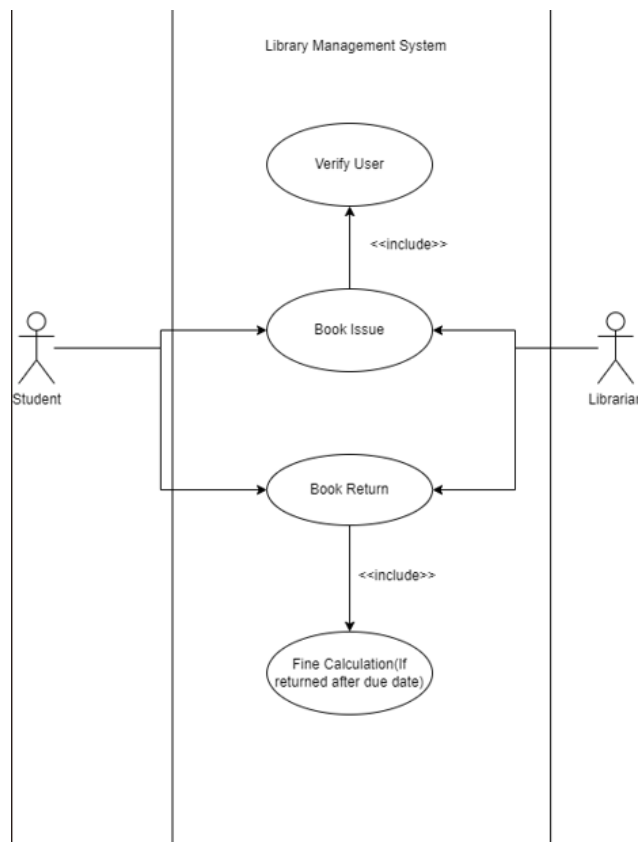 Library Management System
Verify User
<<include>>
Book Issue
Student
Librarian
Book Return
<<include>>
Fine Calculation(If
returned after due date)